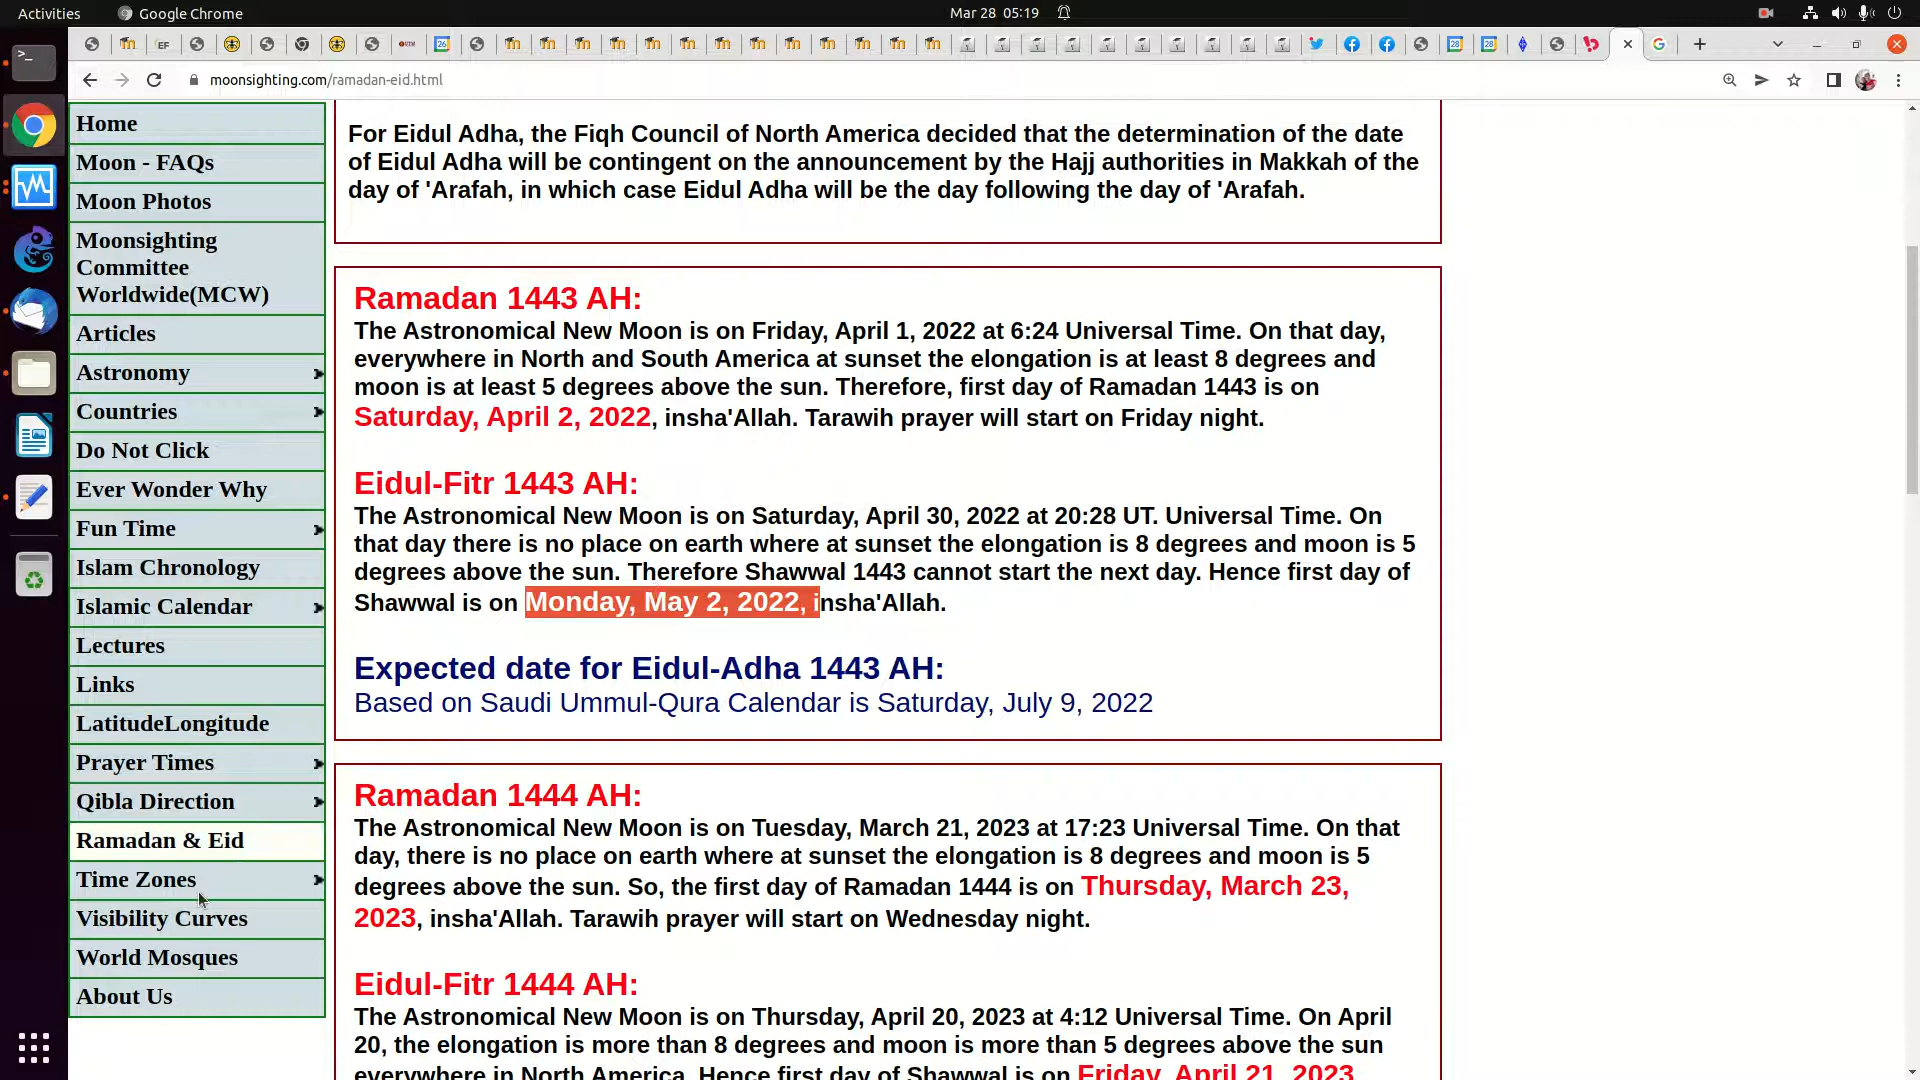 Activities
Google Chrome
Mar 28 05:19
moonsighting.com/ramadan-eid.html
Home
Moon - FAQs
Moon Photos
Moonsighting
Committee
Worldwide(MCW)
Articles
Astronomy
Countries
Do Not Click
Ever Wonder Why
Fun Time
Islam Chronology
Islamic Calendar
Lectures
Links
LatitudeLongitude
Prayer Times
Qibla Direction
Ramadan & Eid
Time Zones
Visibility Curves
World Mosques
About Us
For Eidul Adha, the Fiqh Council of North America decided that the determination of the date
of Eidul Adha will be contingent on the announcement by the Hajj authorities in Makkah of the
day of 'Arafah, in which case Eidul Adha will be the day following the day of 'Arafah.
Ramadan 1443 AH:
The Astronomical New Moon is on Friday, April 1, 2022 at 6:24 Universal Time. On that day,
everywhere in North and South America at sunset the elongation is at least 8 degrees and
moon is at least 5 degrees above the sun. Therefore, first day of Ramadan 1443 is on
Saturday, April 2, 2022, insha'Allah. Tarawih prayer will start on Friday night.
Eidul-Fitr 1443 AH:
The Astronomical New Moon is on Saturday, April 30, 2022 at 20:28 UT. Universal Time. On
that day there is no place on earth where at sunset the elongation is 8 degrees and moon is 5
degrees above the sun. Therefore Shawwal 1443 cannot start the next day. Hence first day of
Shawwal is on Monday, May 2, 2022, insha'Allah.
Expected date for Eidul-Adha 1443 AH:
Based on Saudi Ummul-Qura Calendar is Saturday, July 9, 2022
Ramadan 1444 AH:
The Astronomical New Moon is on Tuesday, March 21, 2023 at 17:23 Universal Time. On that
day, there is no place on earth where at sunset the elongation is 8 degrees and moon is 5
degrees above the sun. So, the first day of Ramadan 1444 is on Thursday, March 23,
2023, insha'Allah. Tarawih prayer will start on Wednesday night.
Eidul-Fitr 1444 AH:
The Astronomical New Moon is on Thursday, April 20, 2023 at 4:12 Universal Time. On April
20, the elongation is more than 8 degrees and moon is more than 5 degrees above the sun
everywhere in North America. Hence first day of Shawwal is on Friday, April 21, 2023